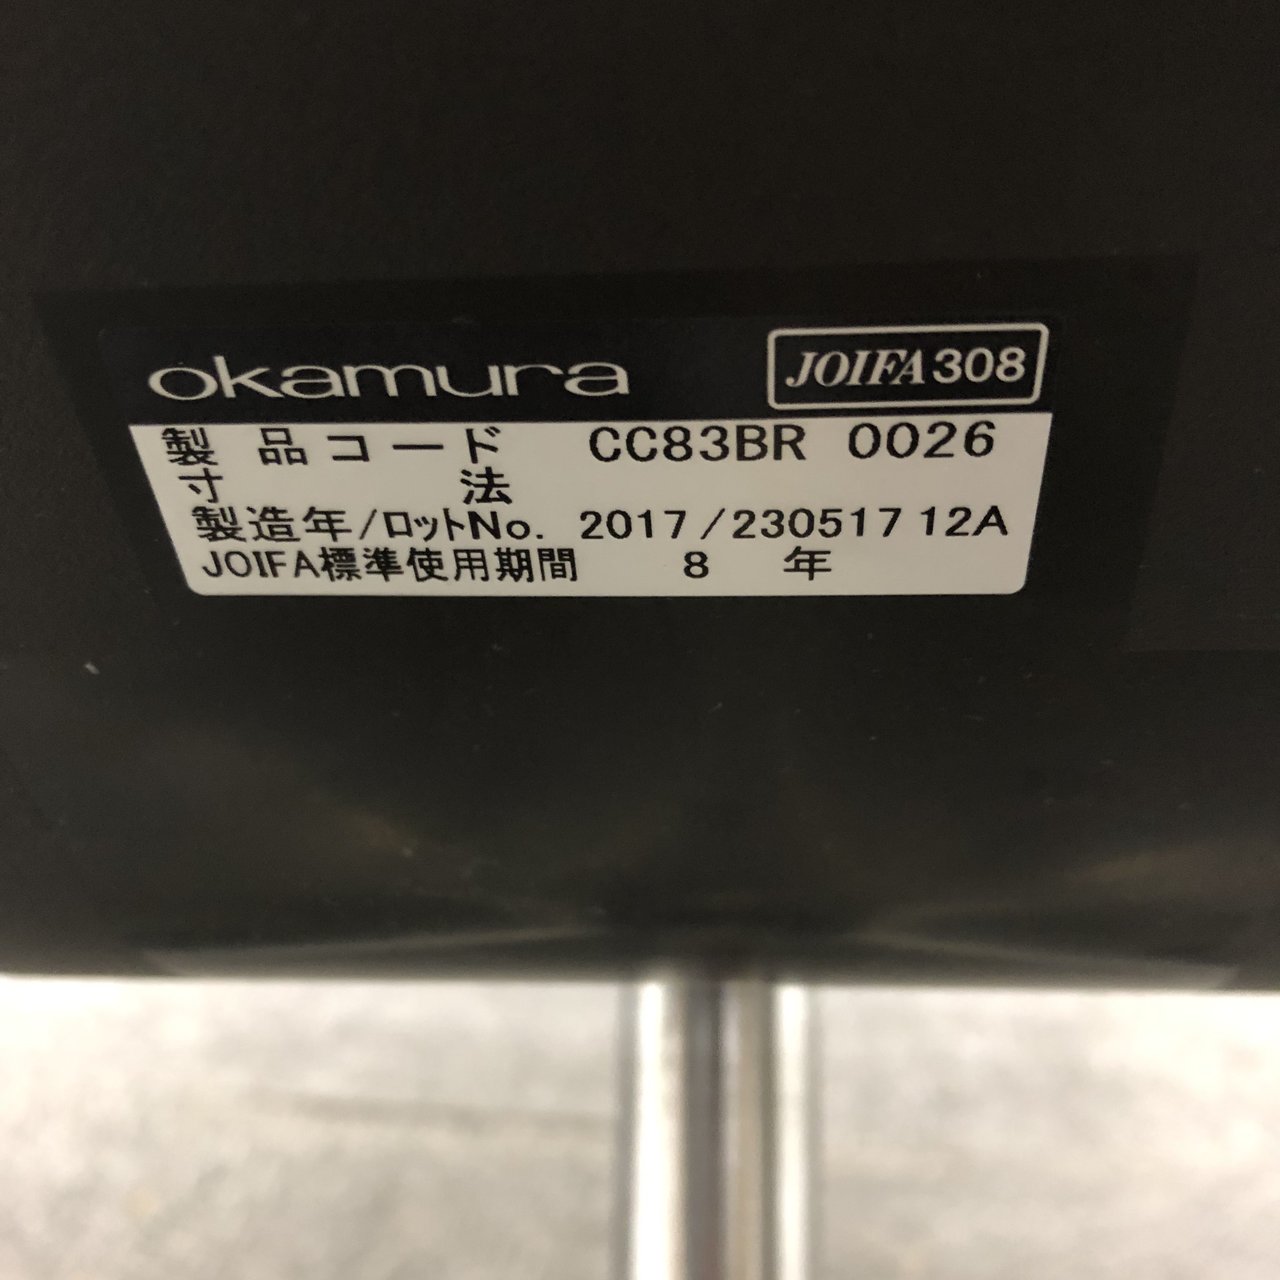 okamura JOIFA308
製品コード CC83BR 0026
寸法
製造年/ロットNo. 2017/230517 12A
JOIFA標準使用期間 8 年